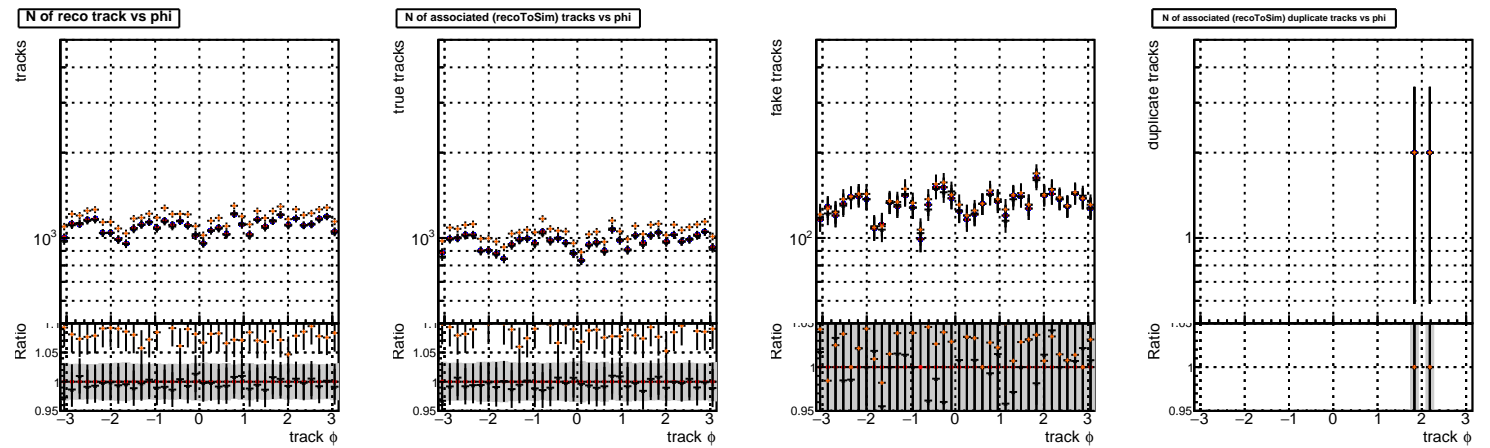 N of reco track vs phi
tracks
10³
Ratio
1.05
1
0.95
−3 −2 −1 0 1 2 3
track ϕ
N of associated (recoToSim) tracks vs phi
true tracks
10³
Ratio
1.05
1
0.95
−3 −2 −1 0 1 2 3
track ϕ
fake tracks
10²
Ratio
1
0.95
−3 −2 −1 0 1 2 3
track ϕ
N of associated (recoToSim) duplicate tracks vs phi
duplicate tracks
1
Ratio
1
0.95
−3 −2 −1 0 1 2 3
track ϕ